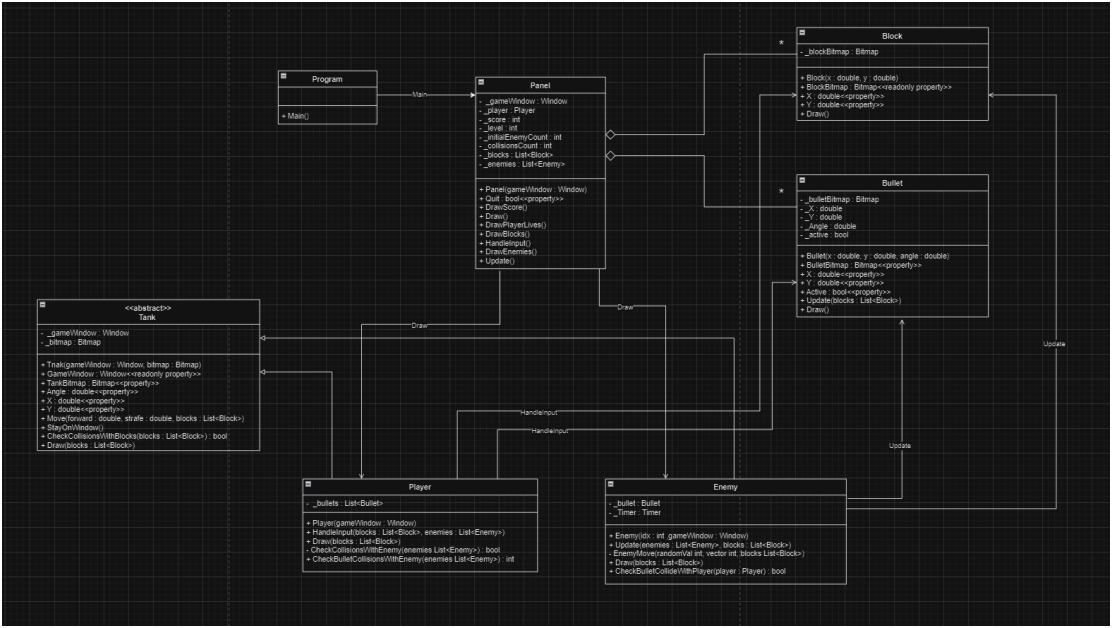 Program
+ Main()
Main
Panel
- _gameWindow : Window
- _player : Player
- _score : int
- _level : int
- _initialEnemyCount : int
- _collisionsCount : int
- _blocks : List<Block>
- _enemies : List<Enemy>
+ Panel(gameWindow : Window)
+ Quit : bool<<property>>
+ DrawScore()
+ Draw()
+ DrawPlayerLives()
+ DrawBlocks()
+ HandleInput()
+ DrawEnemies()
+ Update()
*
Block
- _blockBitmap : Bitmap
+ Block(x : double, y : double)
+ BlockBitmap : Bitmap<<readonly property>>
+ X : double<<property>>
+ Y : double<<property>>
+ Draw()
*
Bullet
- _bulletBitmap : Bitmap
- _X : double
- _Y : double
- _Angle : double
- _active : bool
+ Bullet(x : double, y : double, angle : double)
+ BulletBitmap : Bitmap<<property>>
+ X : double<<property>>
+ Y : double<<property>>
+ Active : bool<<property>>
+ Update(blocks : List<Block>)
+ Draw()
<<abstract>>
Tank
- _gameWindow : Window
- _bitmap : Bitmap
+ Tnak(gameWindow : Window, bitmap : Bitmap)
+ GameWindow : Window<<readonly property>>
+ TankBitmap : Bitmap<<property>>
+ Angle : double<<property>>
+ X : double<<property>>
+ Y : double<<property>>
+ Move(forward : double, strafe : double, blocks : List<Block>)
+ StayOnWindow()
+ CheckCollisionsWithBlocks(blocks : List<Block>) : bool
+ Draw(blocks : List<Block>)
Draw
Draw
Update
HandleInput
HandleInput
Update
Player
- _bullets : List<Bullet>
+ Player(gameWindow : Window)
+ HandleInput(blocks : List<Block>, enemies : List<Enemy>)
+ Draw(blocks : List<Block>)
- CheckCollisionsWithEnemy(enemies List<Enemy>) : bool
+ CheckBulletCollisionsWithEnemy(enemies List<Enemy>) : int
Enemy
- _bullet : Bullet
- _Timer : Timer
+ Enemy(idx : int ,gameWindow : Window)
+ Update(enemies : List<Enemy>, blocks : List<Block>)
- EnemyMove(randomVal int, vector int, blocks List<Block>)
+ Draw(blocks : List<Block>)
+ CheckBulletCollideWithPlayer(player : Player) : bool